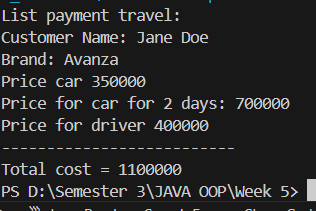 List payment travel:
Customer Name: Jane Doe
Brand: Avanza
Price car 350000
Price for car for 2 days: 700000
Price for driver 400000
--------------------------
Total cost = 1100000
PS D:\Semester 3\JAVA OOP\Week 5>